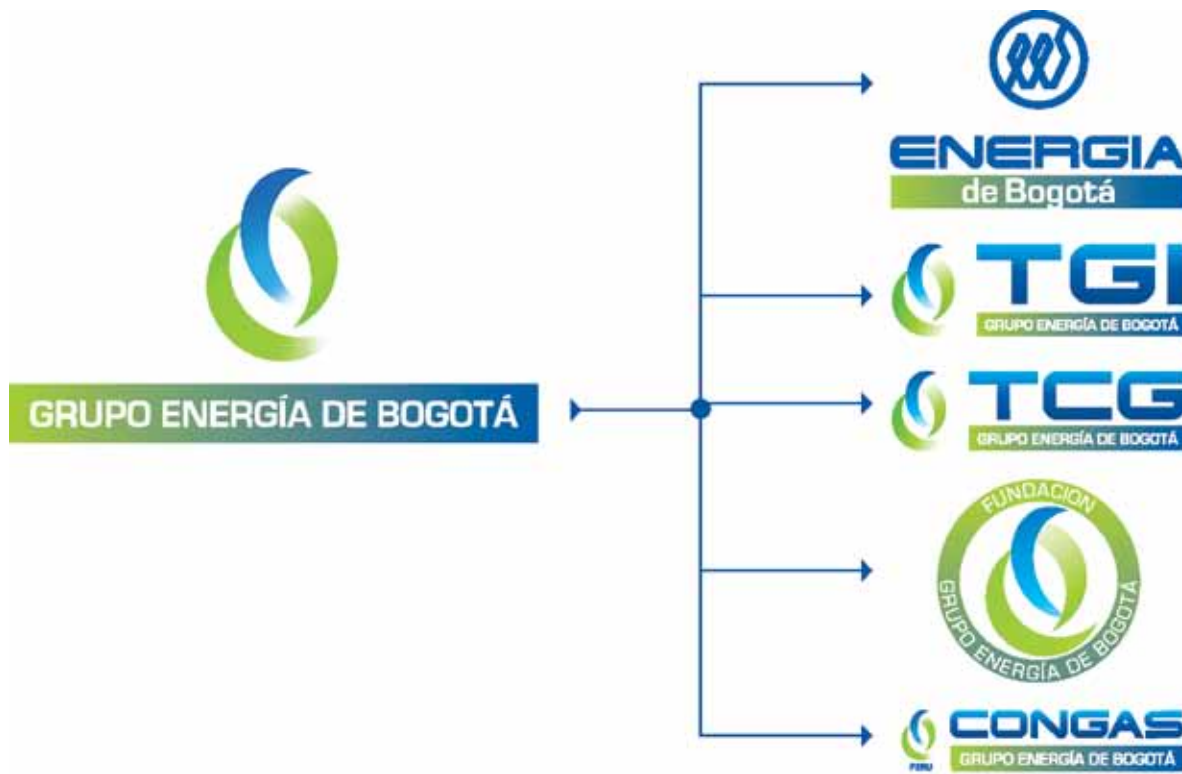 GRUPO ENERGÍA DE BOGOTÁ
ENERGIA
de Bogotá
TGI
GRUPO ENERGÍA DE BOGOTÁ
TCG
GRUPO ENERGÍA DE BOGOTÁ
FUNDACION
GRUPO ENERGÍA DE BOGOTÁ
CONGAS
PERU
GRUPO ENERGÍA DE BOGOTÁ